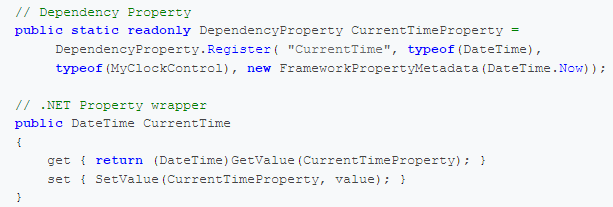 // Dependency Property
public static readonly DependencyProperty CurrentTimeProperty =
     DependencyProperty.Register( "CurrentTime", typeof(DateTime),
     typeof(MyClockControl), new FrameworkPropertyMetadata(DateTime.Now));

// .NET Property wrapper
public DateTime CurrentTime
{
    get { return (DateTime)GetValue(CurrentTimeProperty); }
    set { SetValue(CurrentTimeProperty, value); }
}